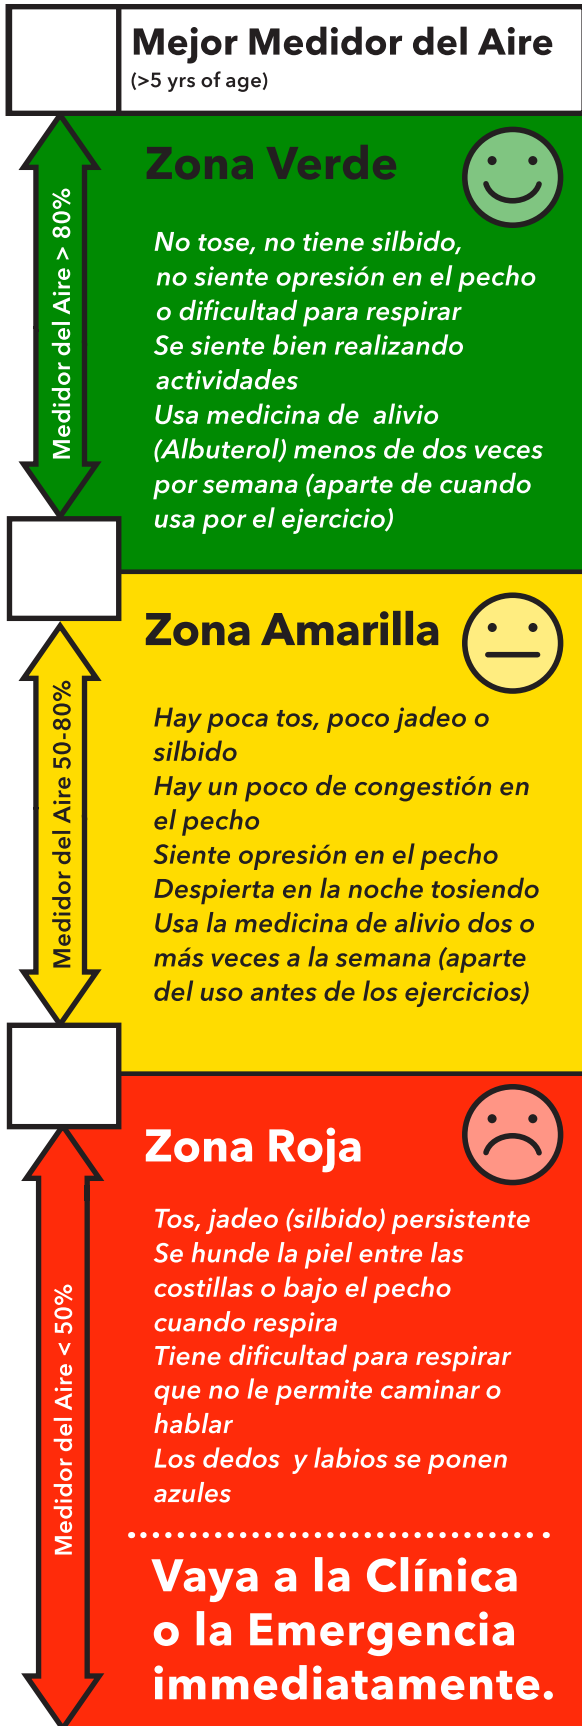 Mejor Medidor del Aire
(>5 yrs of age)
Medidor del Aire > 80%
Zona Verde
No tose, no tiene silbido,
no siente opresión en el pecho
o dificultad para respirar
Se siente bien realizando
actividades
Usa medicina de alivio
(Albuterol) menos de dos veces
por semana (aparte de cuando
usa por el ejercicio)
Medidor del Aire 50-80%
Zona Amarilla
Hay poca tos, poco jadeo o
silbido
Hay un poco de congestión en
el pecho
Siente opresión en el pecho
Despierta en la noche tosiendo
Usa la medicina de alivio dos o
más veces a la semana (aparte
del uso antes de los ejercicios)
Medidor del Aire < 50%
Zona Roja
Tos, jadeo (silbido) persistente
Se hunde la piel entre las
costillas o bajo el pecho
cuando respira
Tiene dificultad para respirar
que no le permite caminar o
hablar
Los dedos y labios se ponen
azules
Vaya a la Clínica
o la Emergencia
immediatamente.